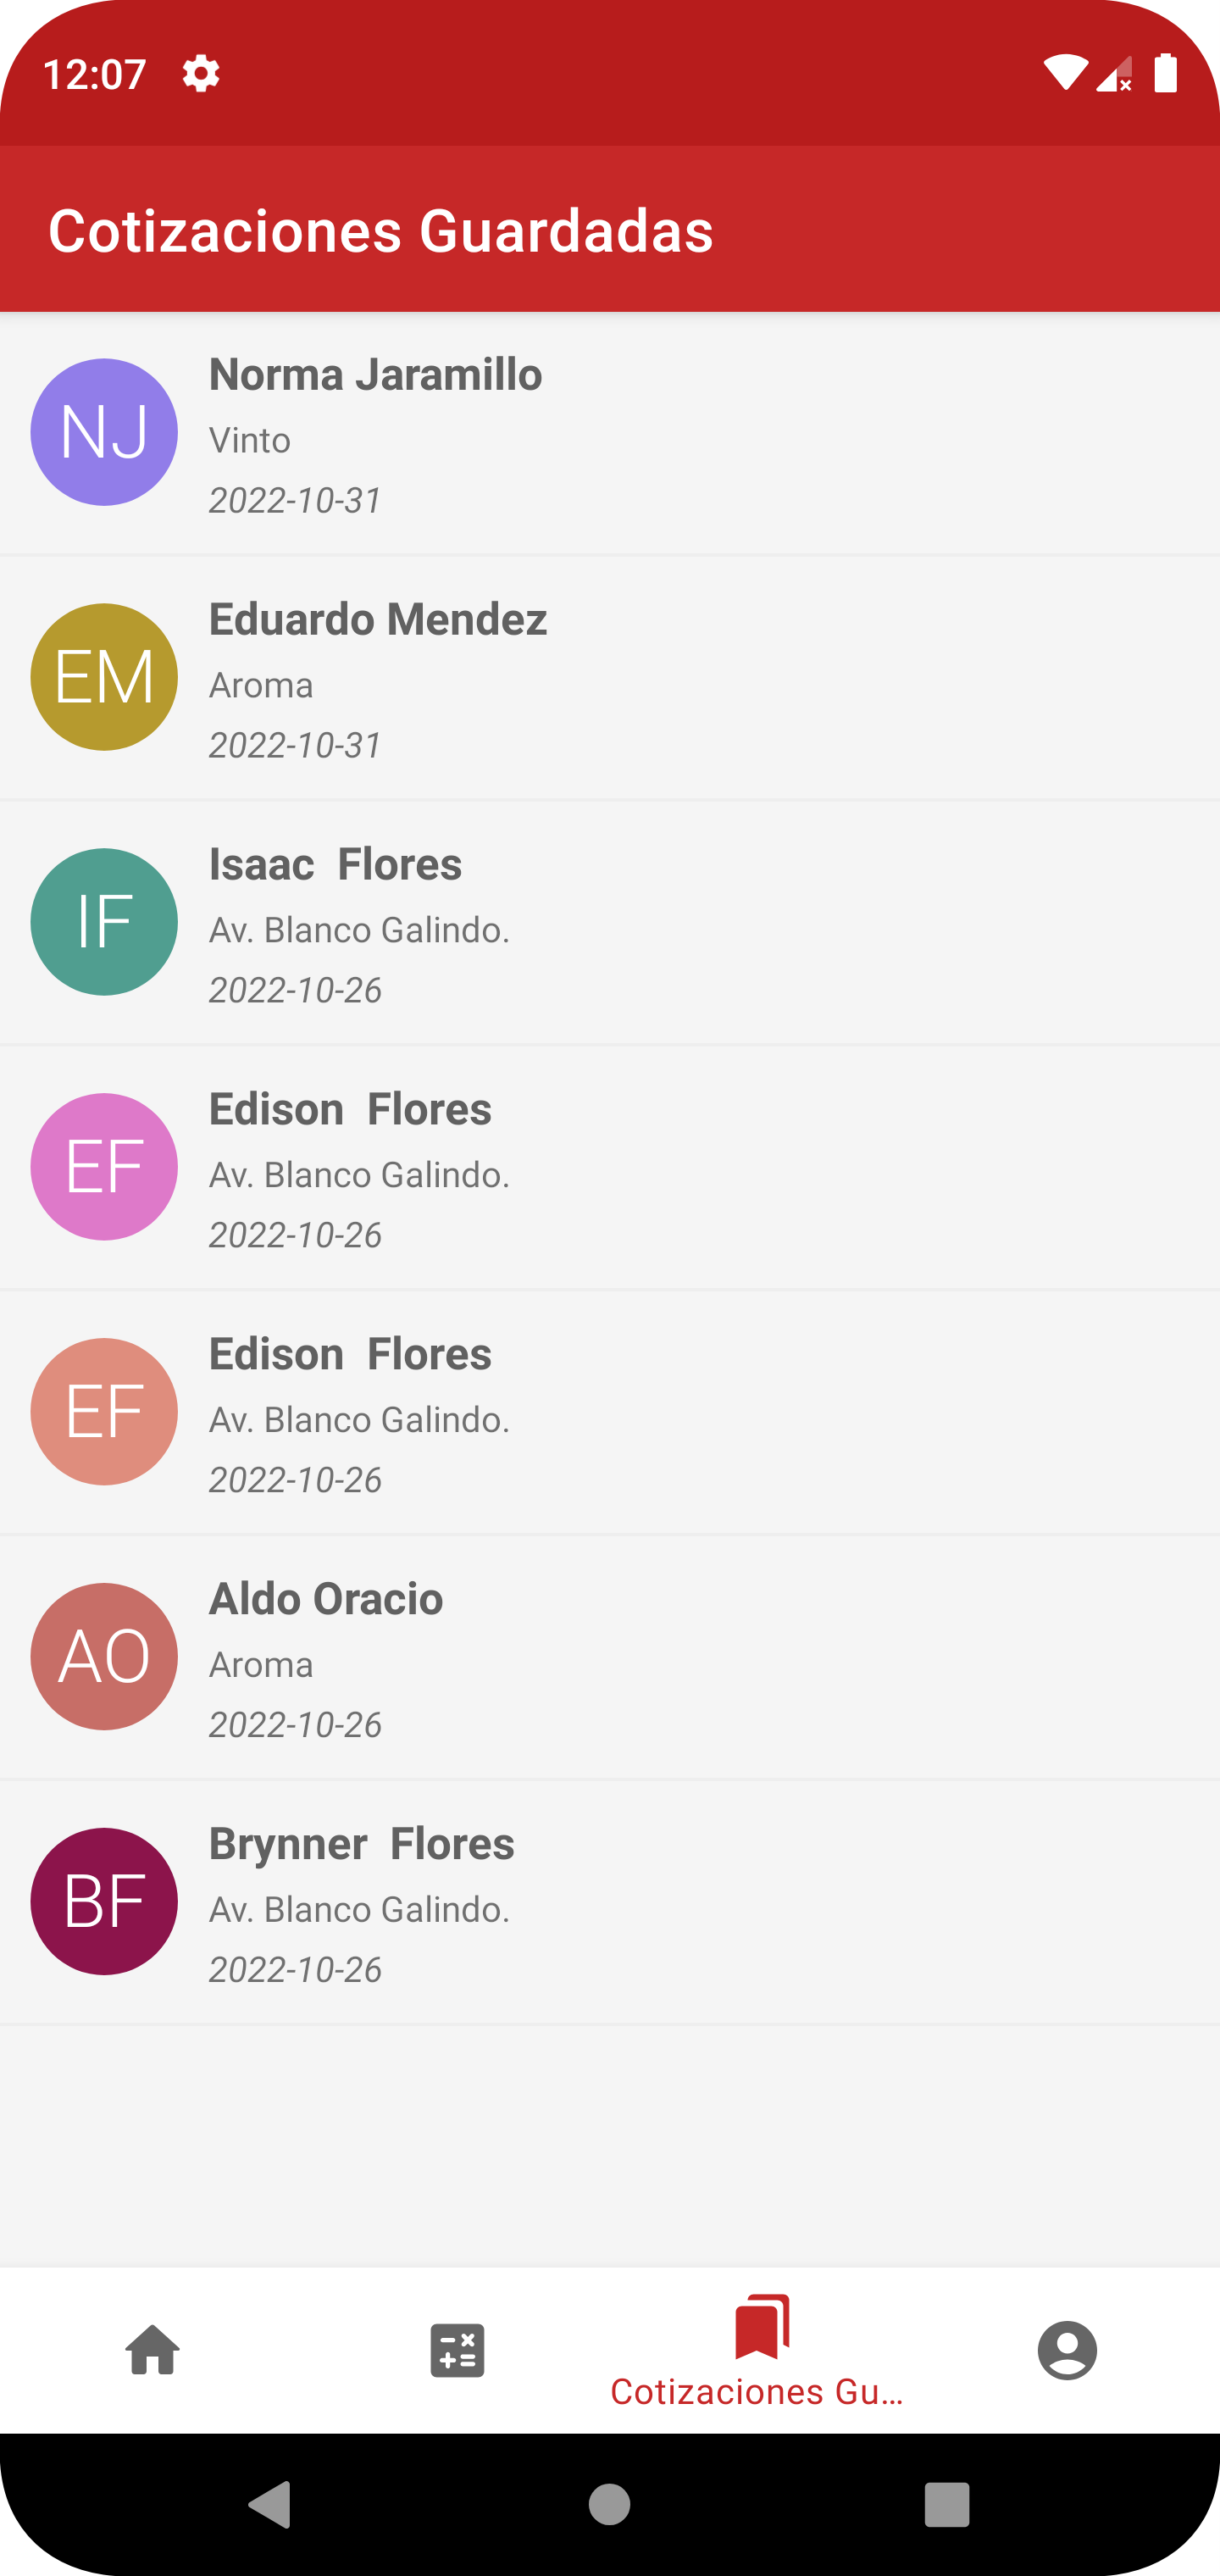 12:07
Cotizaciones Guardadas
NJ
Norma Jaramillo
Vinto
2022-10-31
EM
Eduardo Mendez
Aroma
2022-10-31
IF
Isaac  Flores
Av. Blanco Galindo.
2022-10-26
EF
Edison  Flores
Av. Blanco Galindo.
2022-10-26
EF
Edison  Flores
Av. Blanco Galindo.
2022-10-26
AO
Aldo Oracio
Aroma
2022-10-26
BF
Brynner  Flores
Av. Blanco Galindo.
2022-10-26
Cotizaciones Gu...